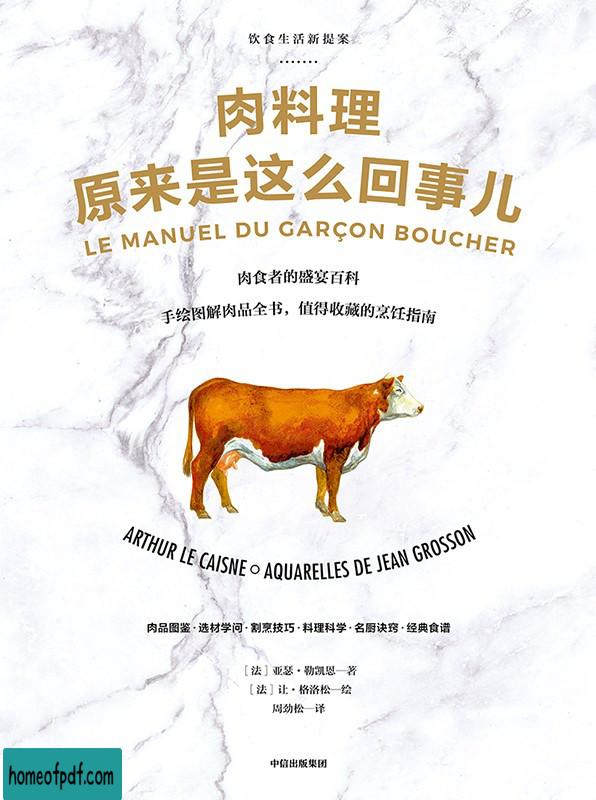 饮食生活新提案
肉料理
原来是这么回事儿
LE MANUEL DU GARÇON BOUCHER
肉食者的盛宴百科
手绘图解肉品全书，值得收藏的烹饪指南
ARTHUR LE CAISNE ○ AQUARELLES DE JEAN GROSSON
肉品图鉴·选材学问·割烹技巧·料理科学·名厨诀窍·经典食谱
［法］亚瑟·勒凯恩—著
［法］让·格洛松—绘
周劲松—译
中信出版集团
homeofpdf.com